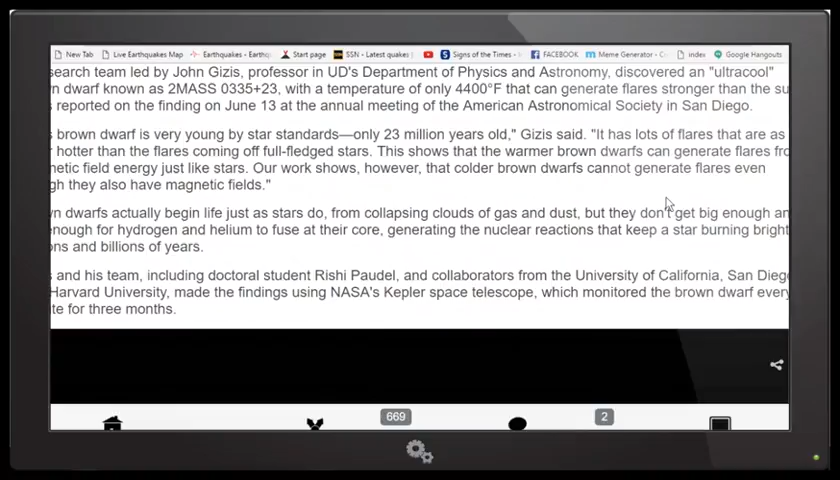 New Tab Live Earthquakes Map Earthquakes - Earthq Start page SSN - Latest quakes | Signs of the Times - FACEBOOK Meme Generator - C index Google Hangouts
search team led by John Gizis, professor in UD's Department of Physics and Astronomy, discovered an "ultracool"
n dwarf known as 2MASS 0335+23, with a temperature of only 4400°F that can generate flares stronger than the su
s reported on the finding on June 13 at the annual meeting of the American Astronomical Society in San Diego.
s brown dwarf is very young by star standards—only 23 million years old," Gizis said. "It has lots of flares that are as
r hotter than the flares coming off full-fledged stars. This shows that the warmer brown dwarfs can generate flares fro
netic field energy just like stars. Our work shows, however, that colder brown dwarfs cannot generate flares even
gh they also have magnetic fields."
wn dwarfs actually begin life just as stars do, from collapsing clouds of gas and dust, but they don't get big enough an
enough for hydrogen and helium to fuse at their core, generating the nuclear reactions that keep a star burning bright
ons and billions of years.
s and his team, including doctoral student Rishi Paudel, and collaborators from the University of California, San Dieg
Harvard University, made the findings using NASA's Kepler space telescope, which monitored the brown dwarf every
te for three months.
669 2